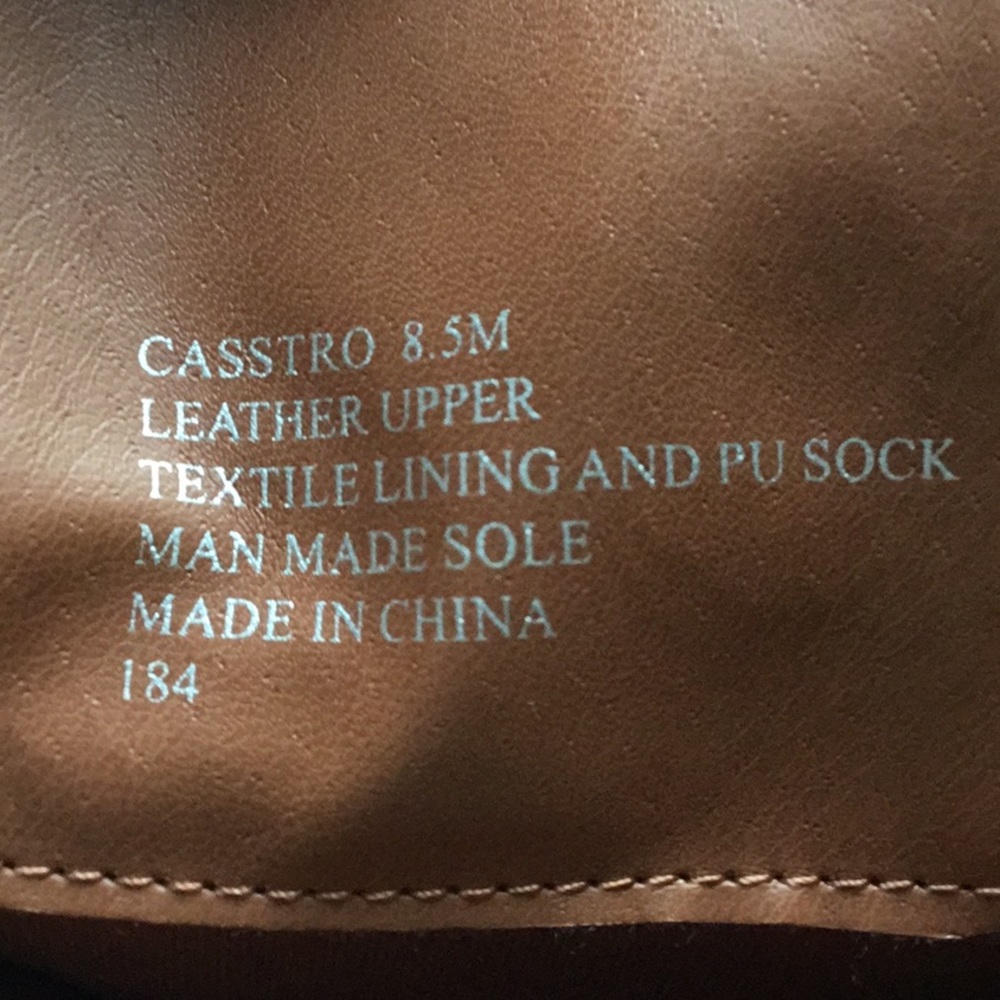 CASSTRO 8.5M
LEATHER UPPER
TEXTILE LINING AND PU SOCK
MAN MADE SOLE
MADE IN CHINA
184